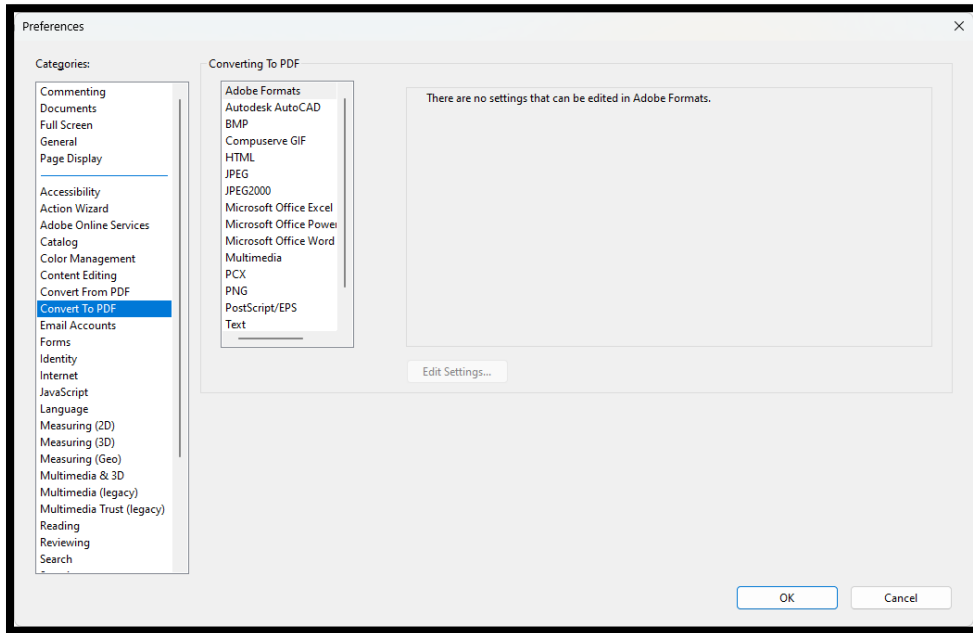 Preferences
Categories:
Commenting
Documents
Full Screen
General
Page Display
Accessibility
Action Wizard
Adobe Online Services
Catalog
Color Management
Content Editing
Convert From PDF
Convert To PDF
Email Accounts
Forms
Identity
Internet
JavaScript
Language
Measuring (2D)
Measuring (3D)
Measuring (Geo)
Multimedia & 3D
Multimedia (legacy)
Multimedia Trust (legacy)
Reading
Reviewing
Search
Converting To PDF
Adobe Formats
Autodesk AutoCAD
BMP
Compuserve GIF
HTML
JPEG
JPEG2000
Microsoft Office Excel
Microsoft Office Power
Microsoft Office Word
Multimedia
PCX
PNG
PostScript/EPS
Text
There are no settings that can be edited in Adobe Formats.
Edit Settings...
OK
Cancel